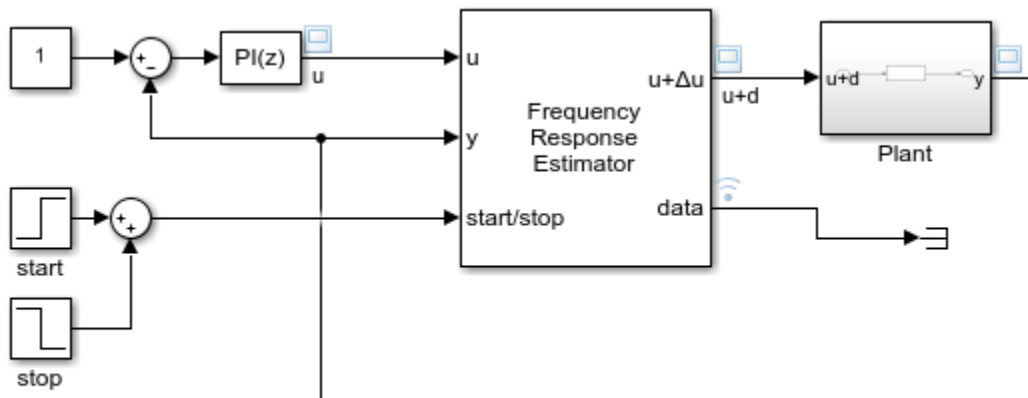 1
+
−
PI(z)
u
u
y
start/stop
Frequency
Response
Estimator
u+Δu
data
u+d
u+d
y
Plant
+
+
start
stop